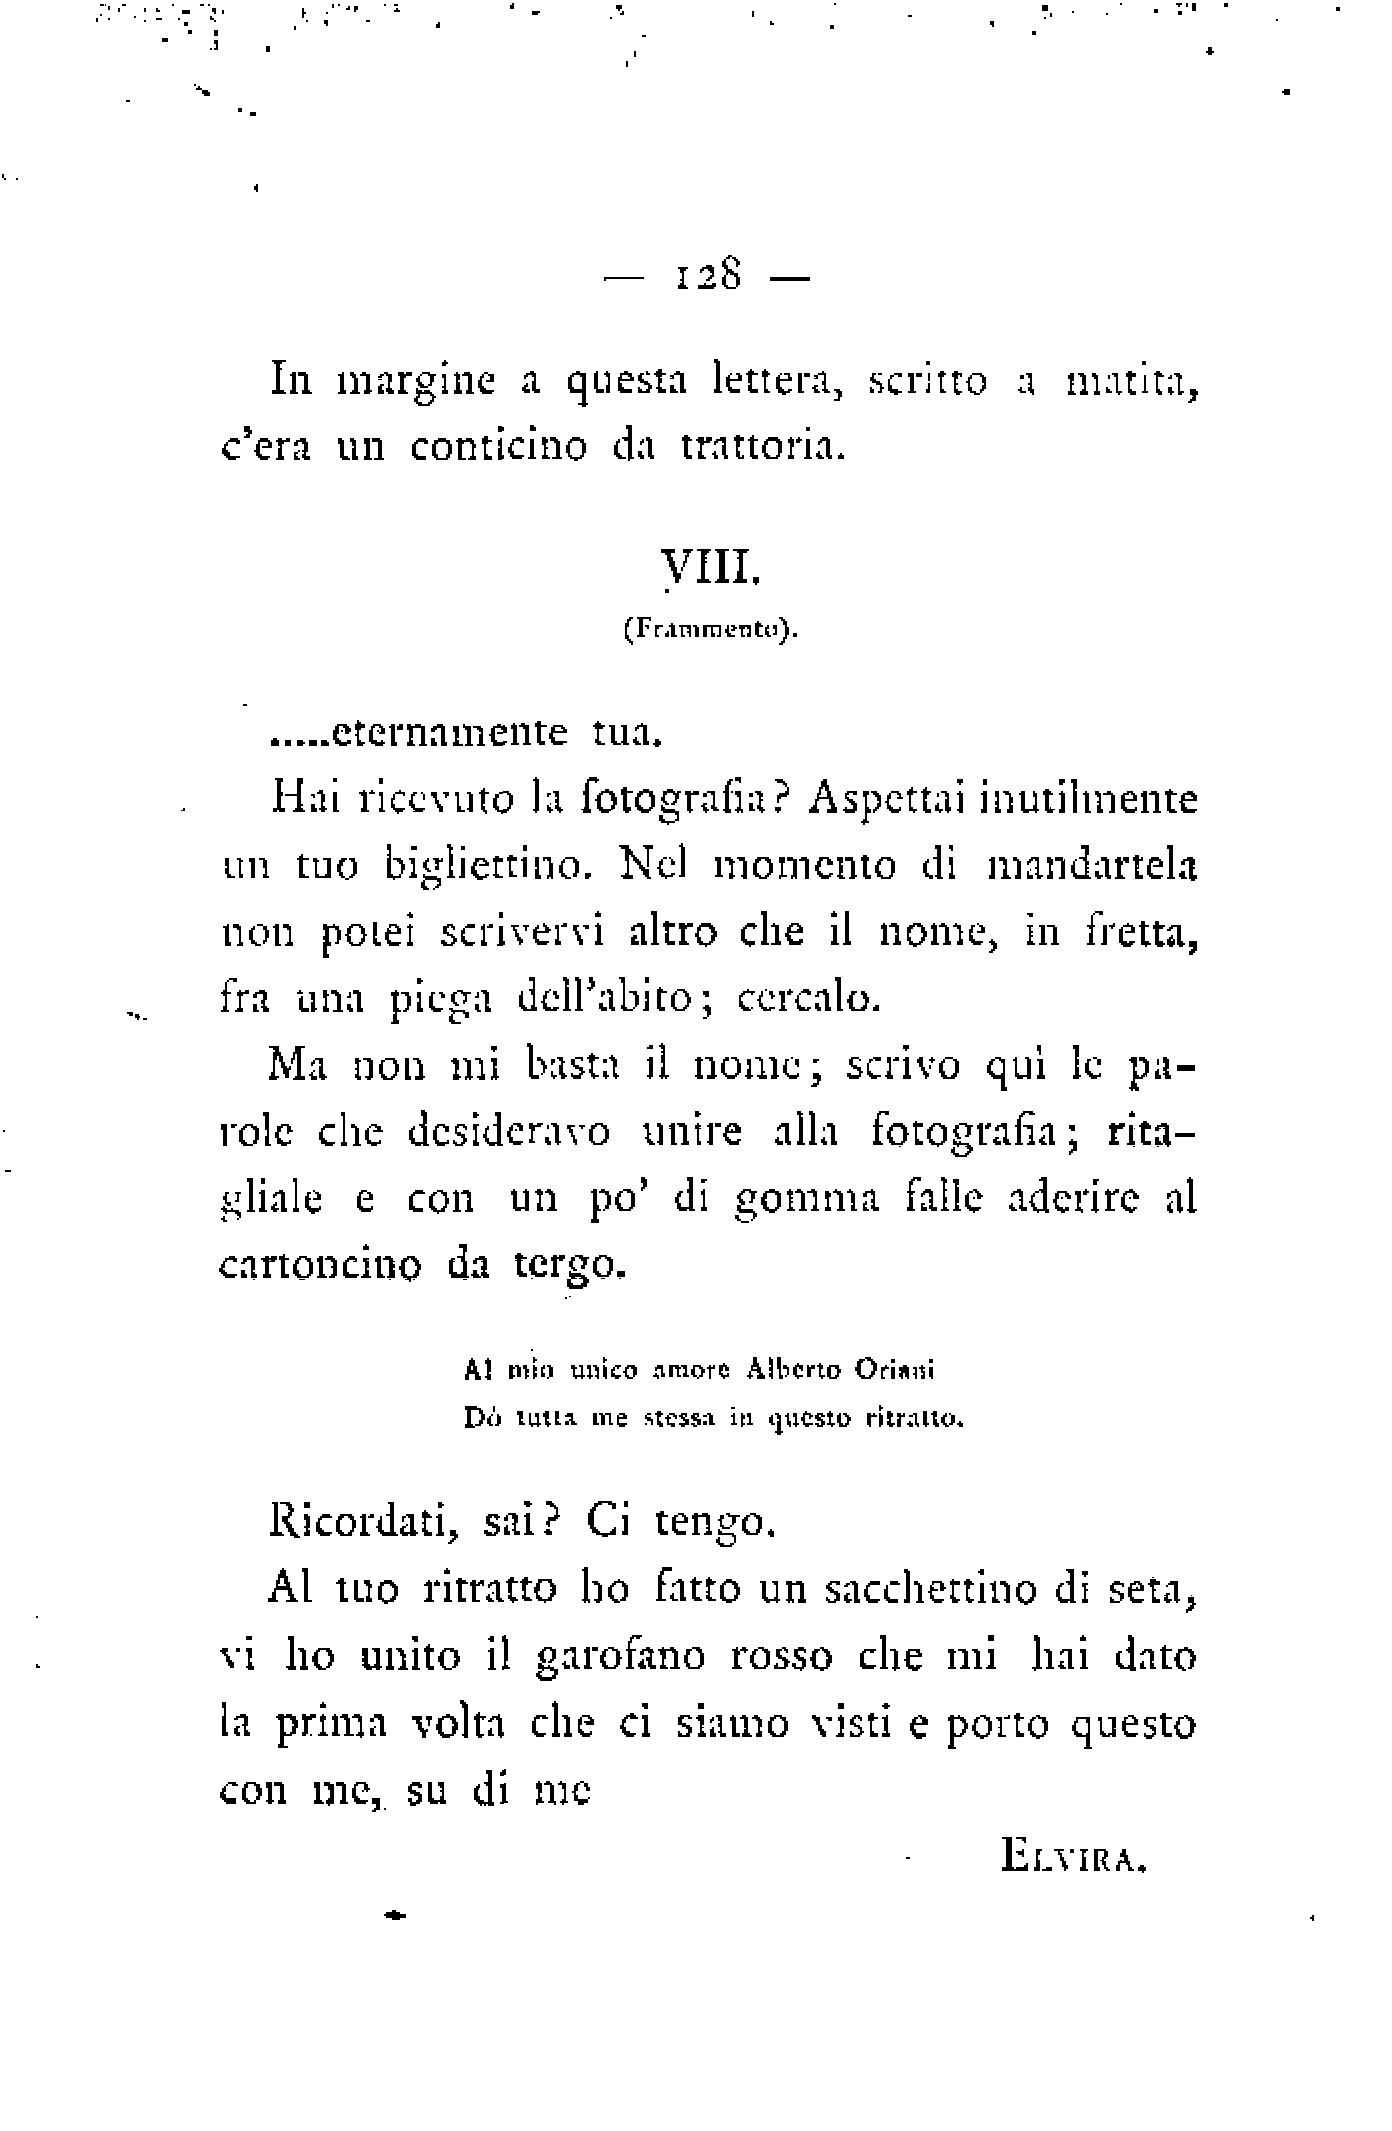 — 128 —
In margine a questa lettera, scritto a matita,
c'era un conticino da trattoria.
VIII.
(Frammento).
.....eternamente tua.
Hai ricevuto la fotografia? Aspettai inutilmente
un tuo bigliettino. Nel momento di mandartela
non potei scrivervi altro che il nome, in fretta,
fra una piega dell'abito; cercalo.
Ma non mi basta il nome; scrivo quì le pa-
role che desideravo unire alla fotografia; rita-
gliale e con un po' di gomma falle aderire al
cartoncino da tergo.
Al mio unico amore Alberto Oriani
Dò tutta me stessa in questo ritratto.
Ricordati, sai? Ci tengo.
Al tuo ritratto ho fatto un sacchettino di seta,
vi ho unito il garofano rosso che mi hai dato
la prima volta che ci siamo visti e porto questo
con me, su di me
ELVIRA.